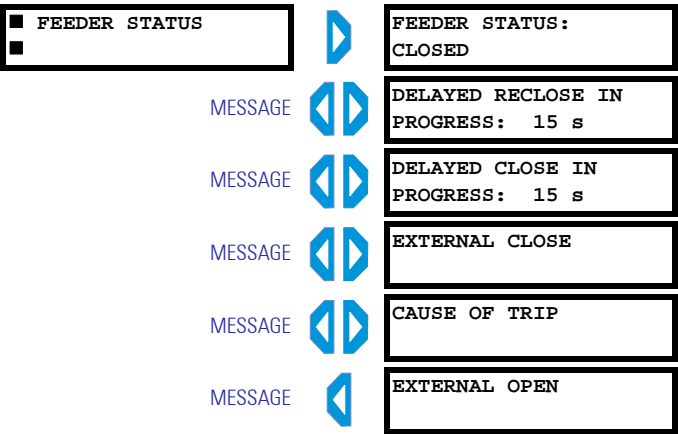 FEEDER STATUS
FEEDER STATUS:
CLOSED
MESSAGE
DELAYED RECLOSE IN
PROGRESS: 15 s
MESSAGE
DELAYED CLOSE IN
PROGRESS: 15 s
MESSAGE
EXTERNAL CLOSE
MESSAGE
CAUSE OF TRIP
MESSAGE
EXTERNAL OPEN